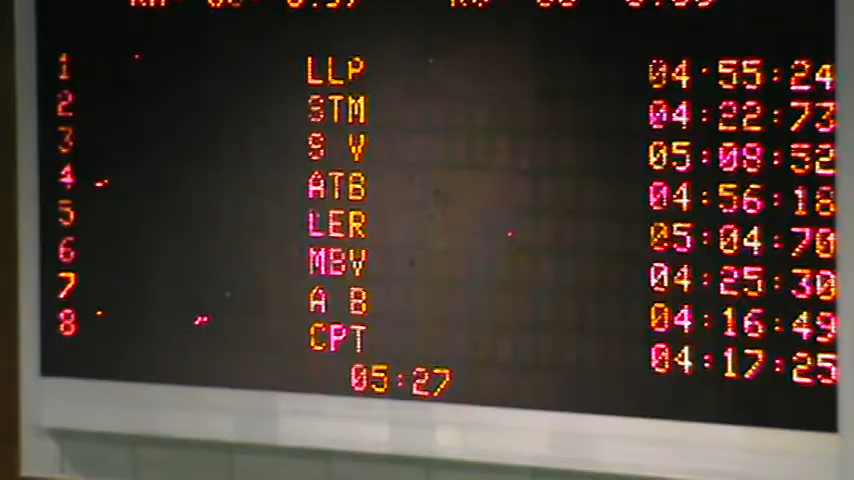 1 LLP 04:55:24
2 STM 04:22:73
3 S V 05:08:52
4 ATB 04:56:18
5 LER 05:04:70
6 MBV 04:25:30
7 A B 04:16:49
8 CPT 04:17:25
05:27